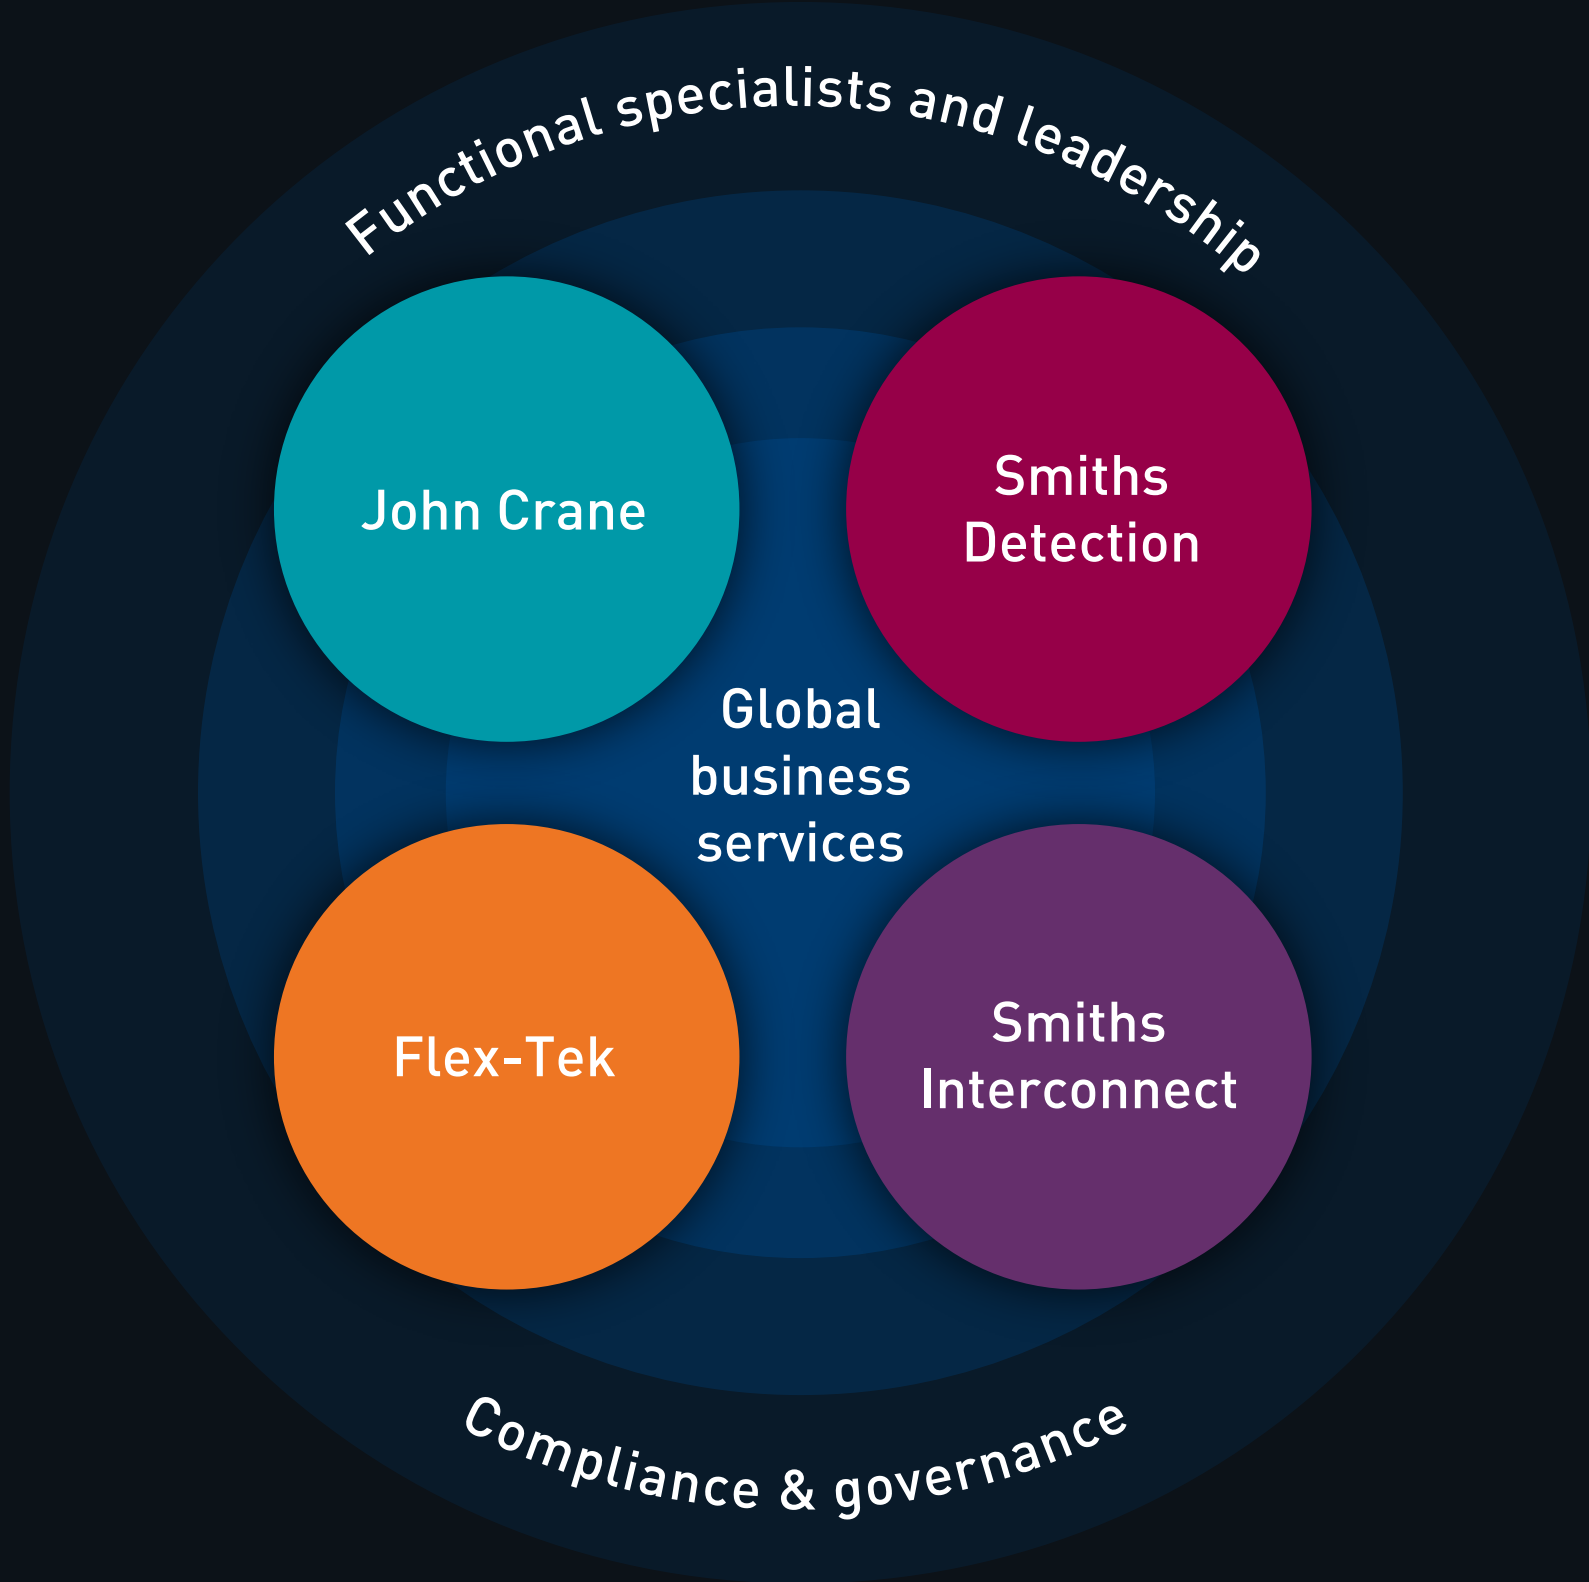 Functional specialists and leadership
John Crane
Smiths
Detection
Global
business
services
Flex-Tek
Smiths
Interconnect
Compliance & governance